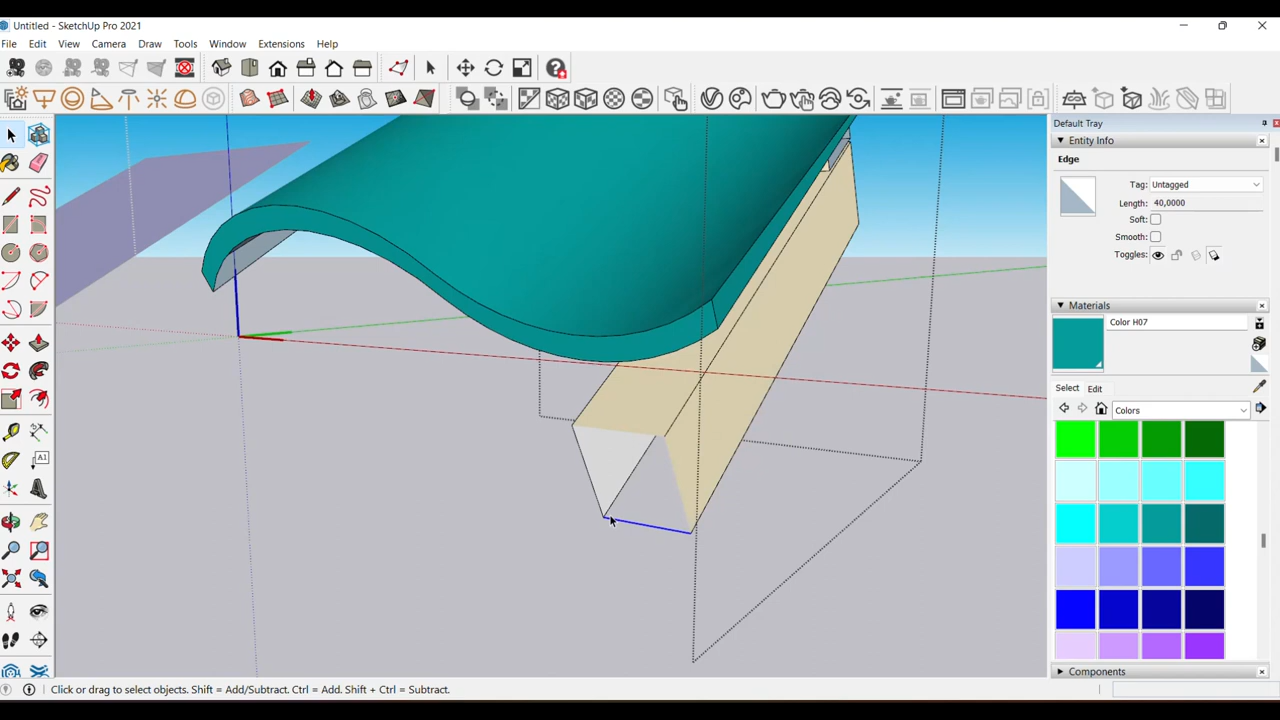 Untitled - SketchUp Pro 2021
File Edit View Camera Draw Tools Window Extensions Help
Default Tray
Entity Info
Edge
Tag: Untagged
Length: 40,0000
Soft:
Smooth:
Toggles:
A1
Materials
Color H07
Select Edit
Colors
Components
Click or drag to select objects. Shift = Add/Subtract. Ctrl = Add. Shift + Ctrl = Subtract.